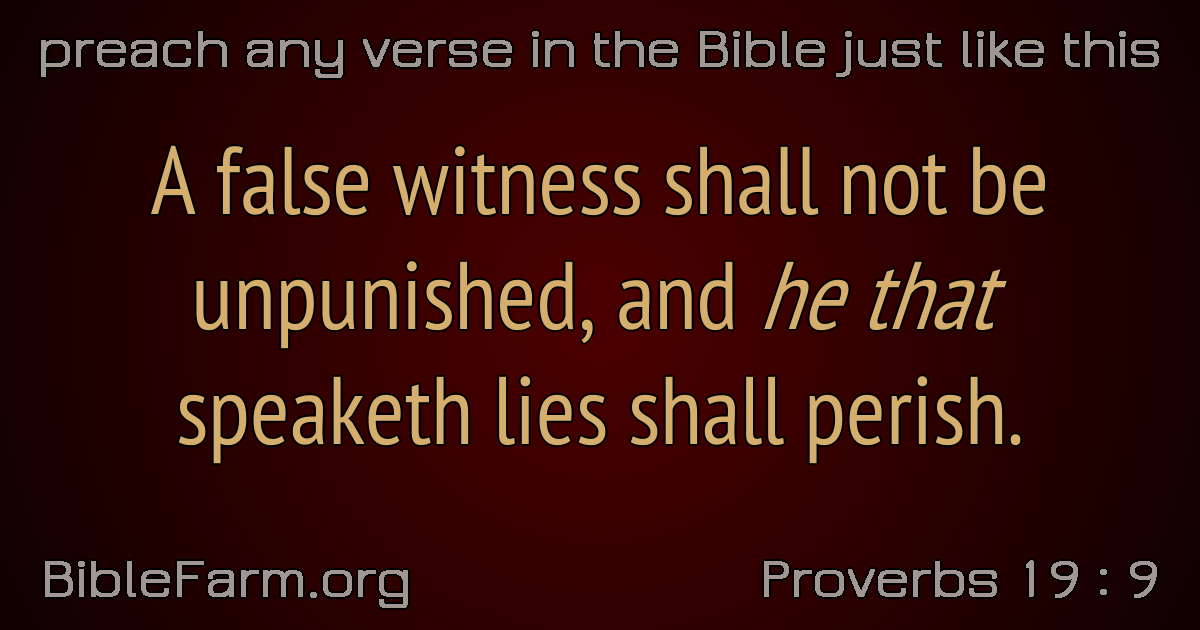 preach any verse in the Bible just like this
A false witness shall not be
unpunished, and he that
speaketh lies shall perish.
BibleFarm.org
Proverbs 19 : 9